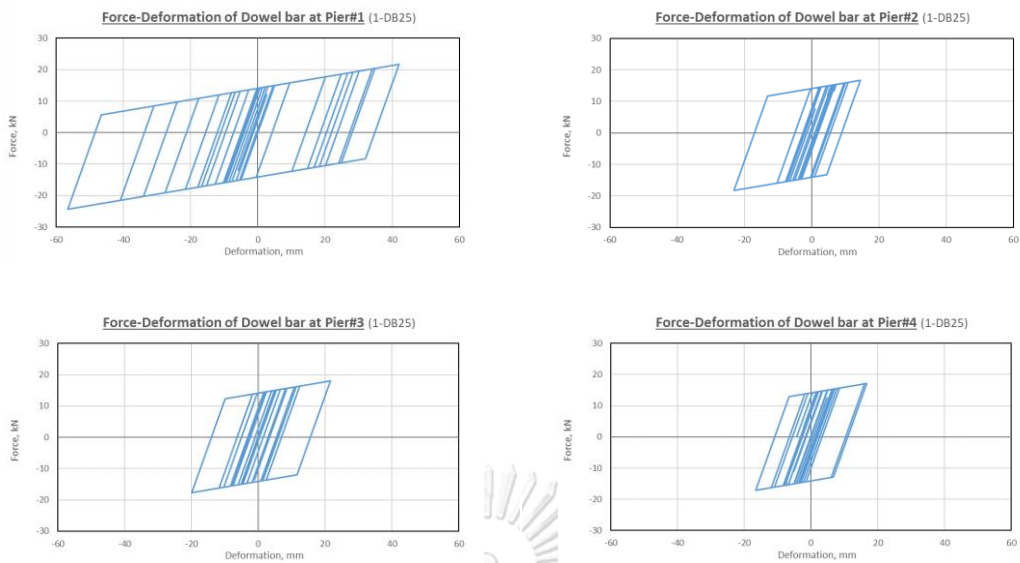 Force-Deformation of Dowel bar at Pier#1 (1-DB25)
30
20
10
0
-10
-20
-30
-60 -40 -20 0 20 40 60
Force, kN
Deformation, mm
Force-Deformation of Dowel bar at Pier#2 (1-DB25)
30
20
10
0
-10
-20
-30
-60 -40 -20 0 20 40 60
Force, kN
Deformation, mm
Force-Deformation of Dowel bar at Pier#3 (1-DB25)
30
20
10
0
-10
-20
-30
-60 -40 -20 0 20 40 60
Force, kN
Deformation, mm
Force-Deformation of Dowel bar at Pier#4 (1-DB25)
30
20
10
0
-10
-20
-30
-60 -40 -20 0 20 40 60
Force, kN
Deformation, mm